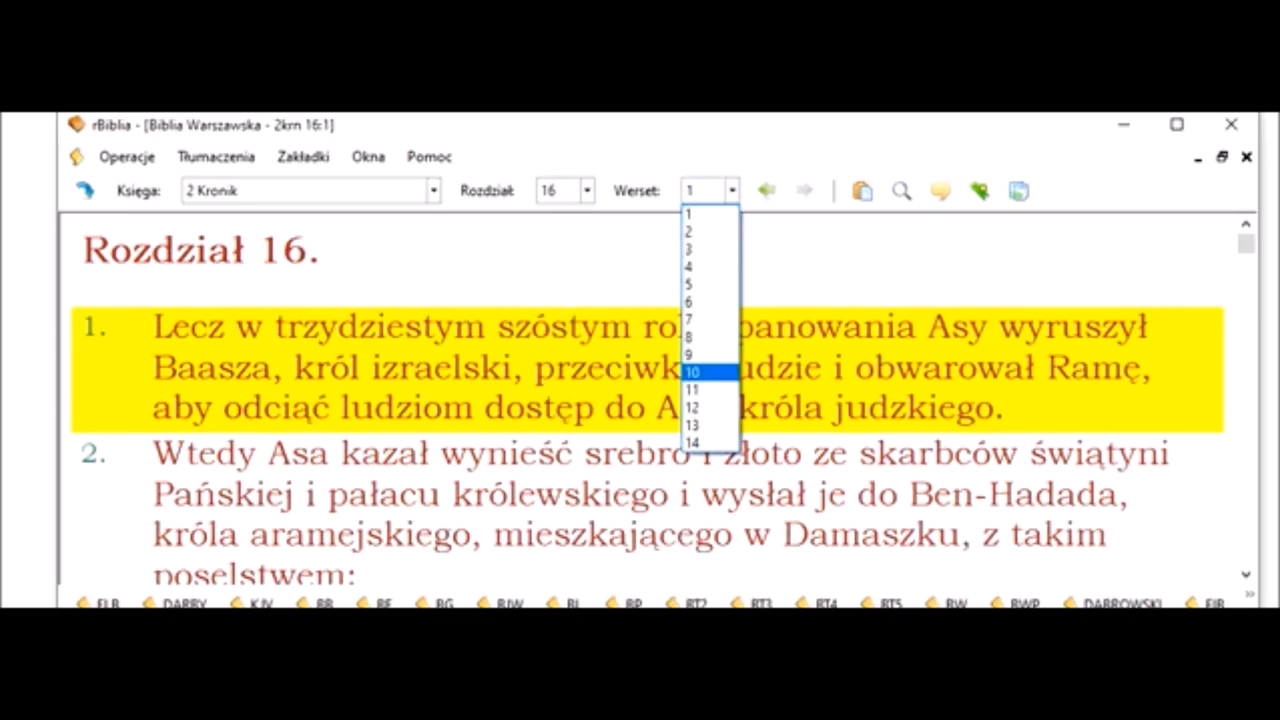 rBiblia - [Biblia Warszawska - 2krn 16:1]
Operacje Tłumaczenia Zakładki Okna Pomoc
Księga: 2 Kronik Rozdział: 16 Werset: 1
1
2
3
4
5
6
7
8
9
10
11
12
13
14
Rozdział 16.
1. Lecz w trzydziestym szóstym panowania Asy wyruszył
Baasza, król izraelski, i obwarował Ramę,
aby odciąć ludziom dostęp do króla judzkiego.
2. Wtedy Asa kazał wynieść srebro i złoto ze skarbców świątyni
Pańskiej i pałacu królewskiego i wysłał je do Ben-Hadada,
króla aramejskiego, mieszkającego w Damaszku, z takim
poselstwem:
ELB DARBY KJV BB BE BG BJW BL BP BT2 BT3 BT4 BT5 BW BWP DABROWSKI EIB